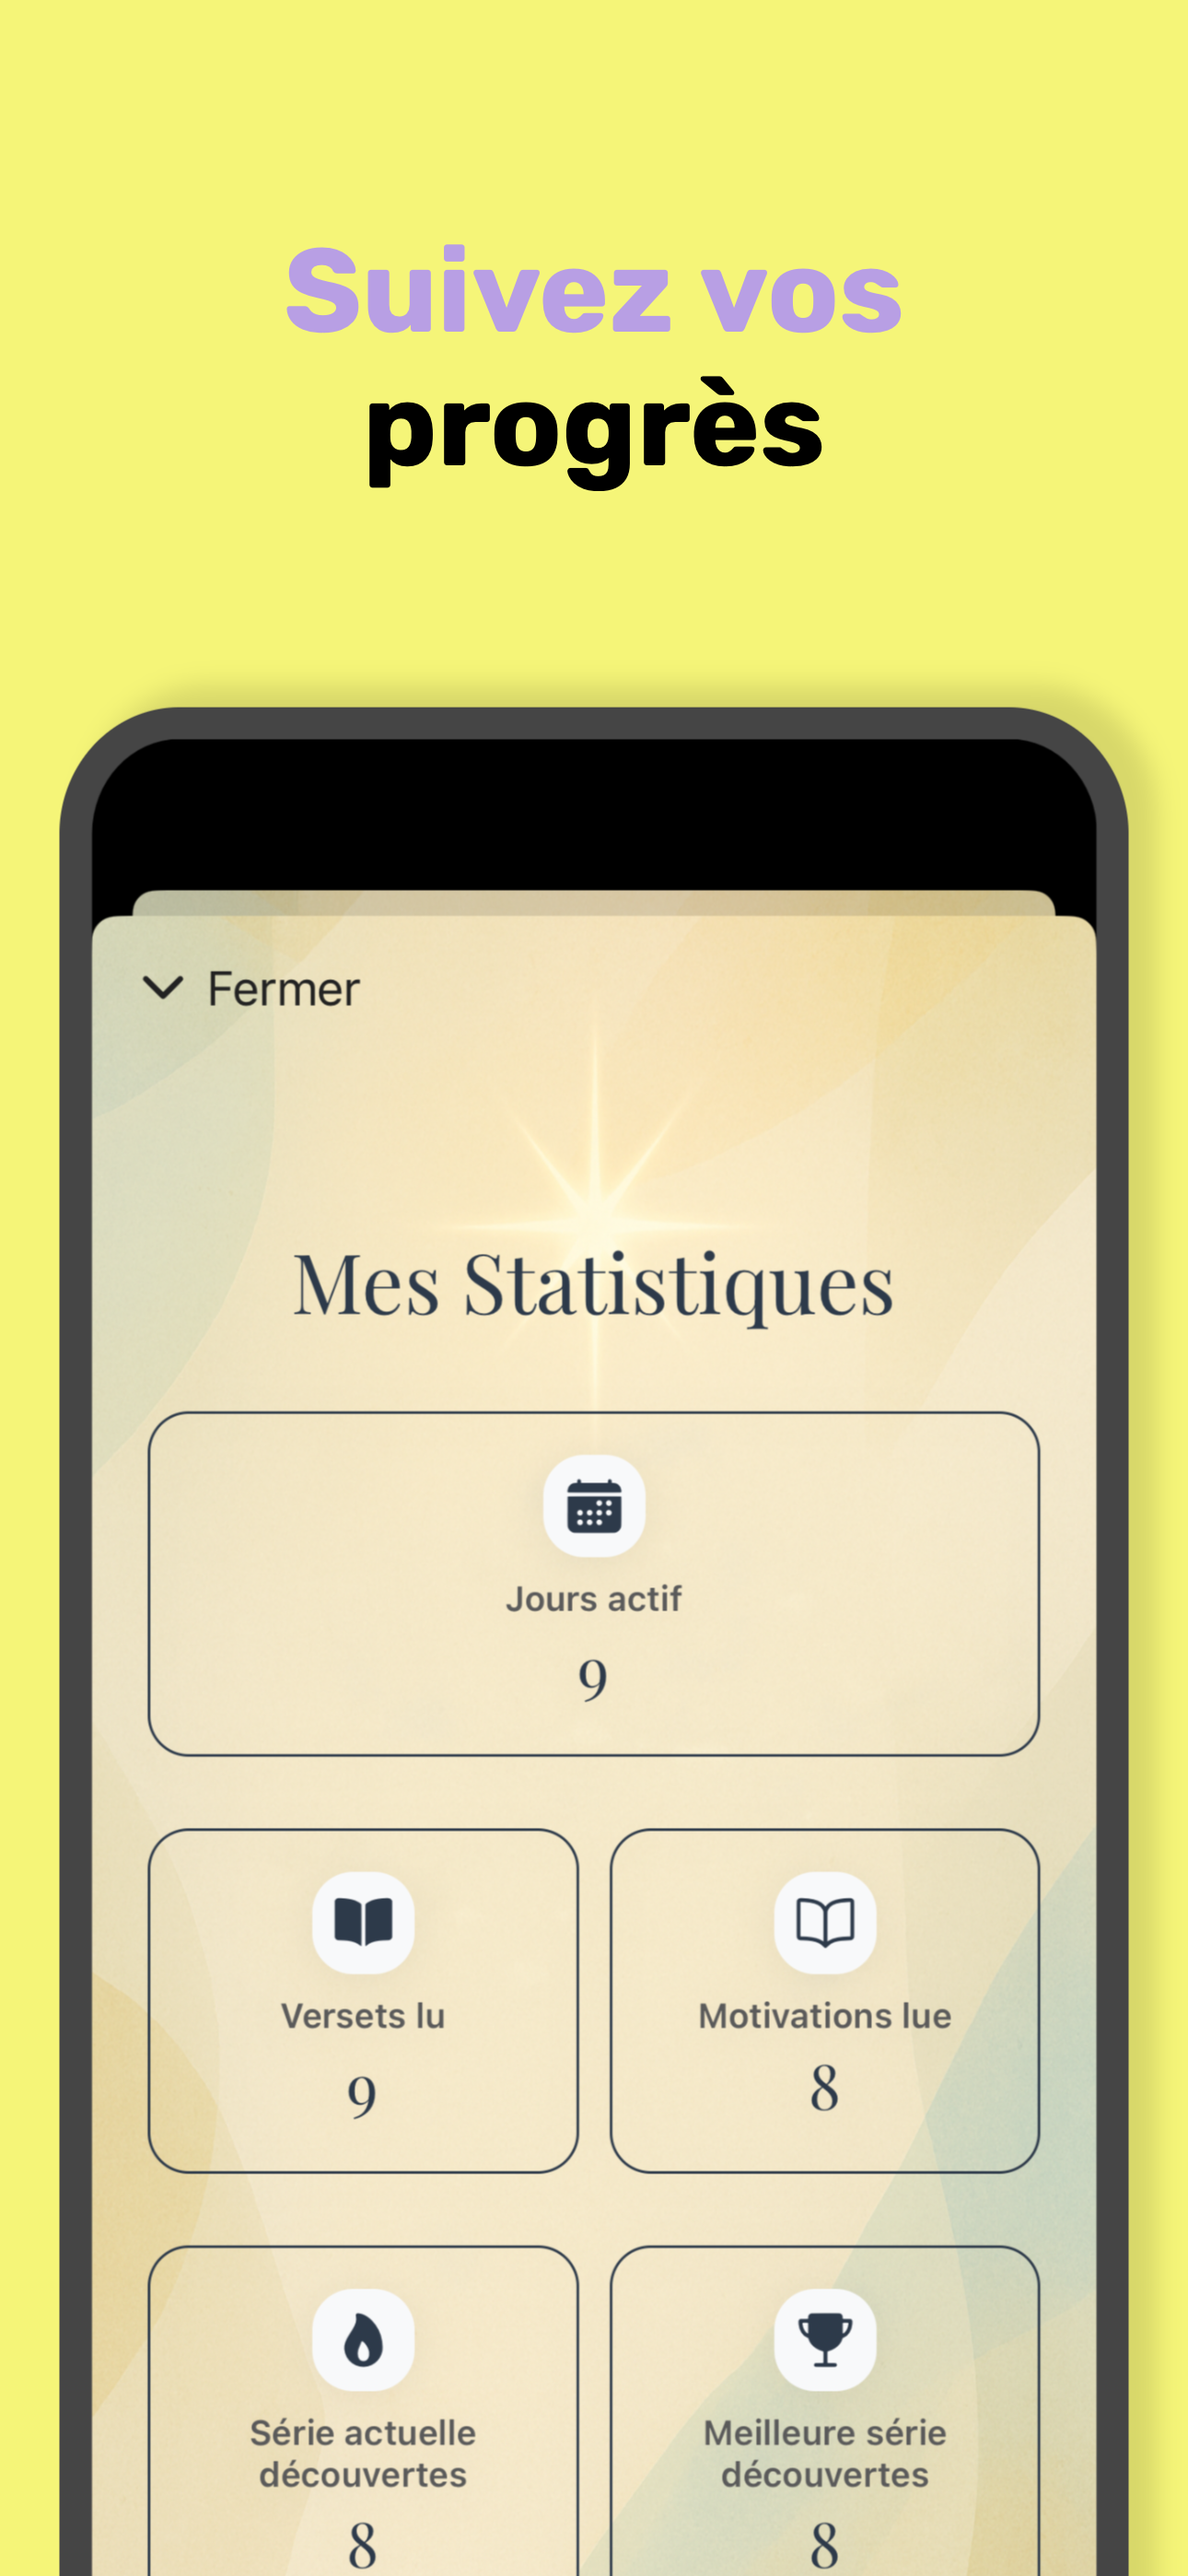 Suivez vos
progrès
Fermer
Mes Statistiques
Jours actif
9
Versets lu
9
Motivations lue
8
Série actuelle
découvertes
8
Meilleure série
découvertes
8